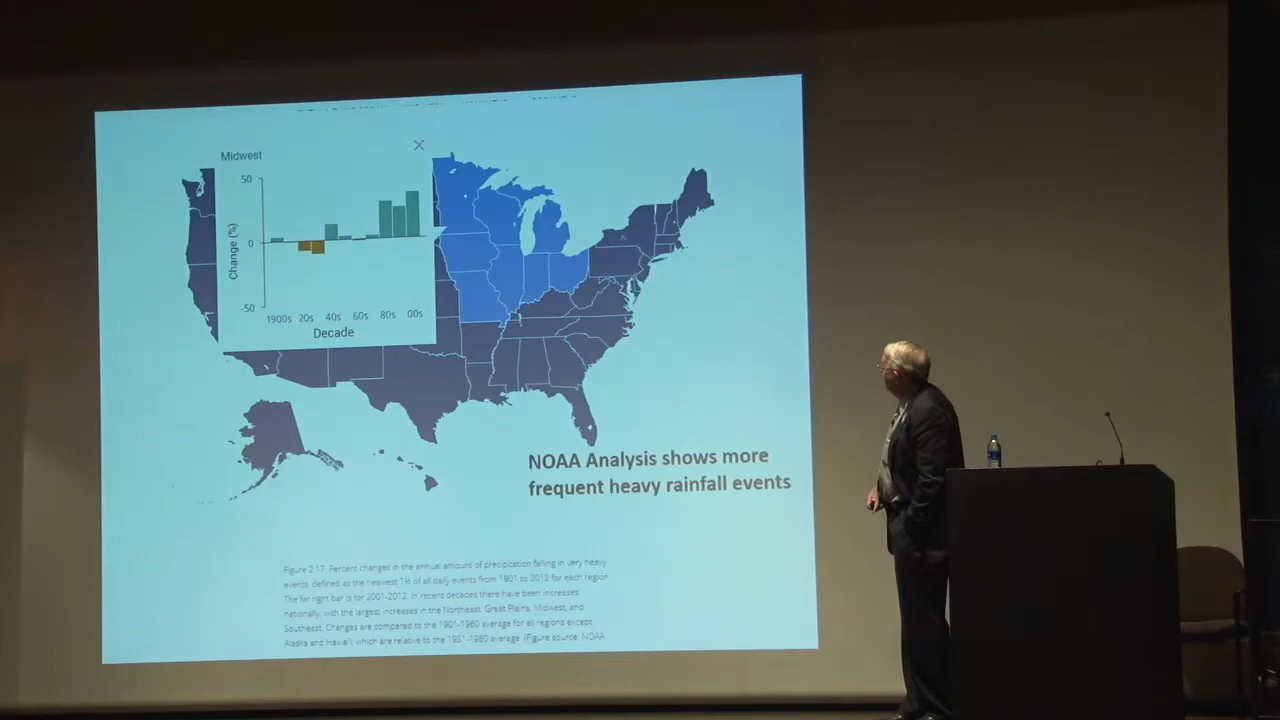 Midwest
50
0
-50
Change (%)
1900s 20s 40s 60s 80s 00s
Decade
NOAA Analysis shows more
frequent heavy rainfall events
Figure 2.17: Percent changes in the annual amount of precipitation falling in very heavy
events, defined as the heaviest 1% of all daily events from 1901 to 2012 for each region
The far right bar is for 2001-2012. In recent decades there have been increases
nationally, with the largest increases in the Northeast, Great Plains, Midwest, and
Southeast. Changes are compared to the 1901-1960 average for all regions except
Alaska and Hawai'i, which are relative to the 1951-1980 average. (Figure source: NOAA